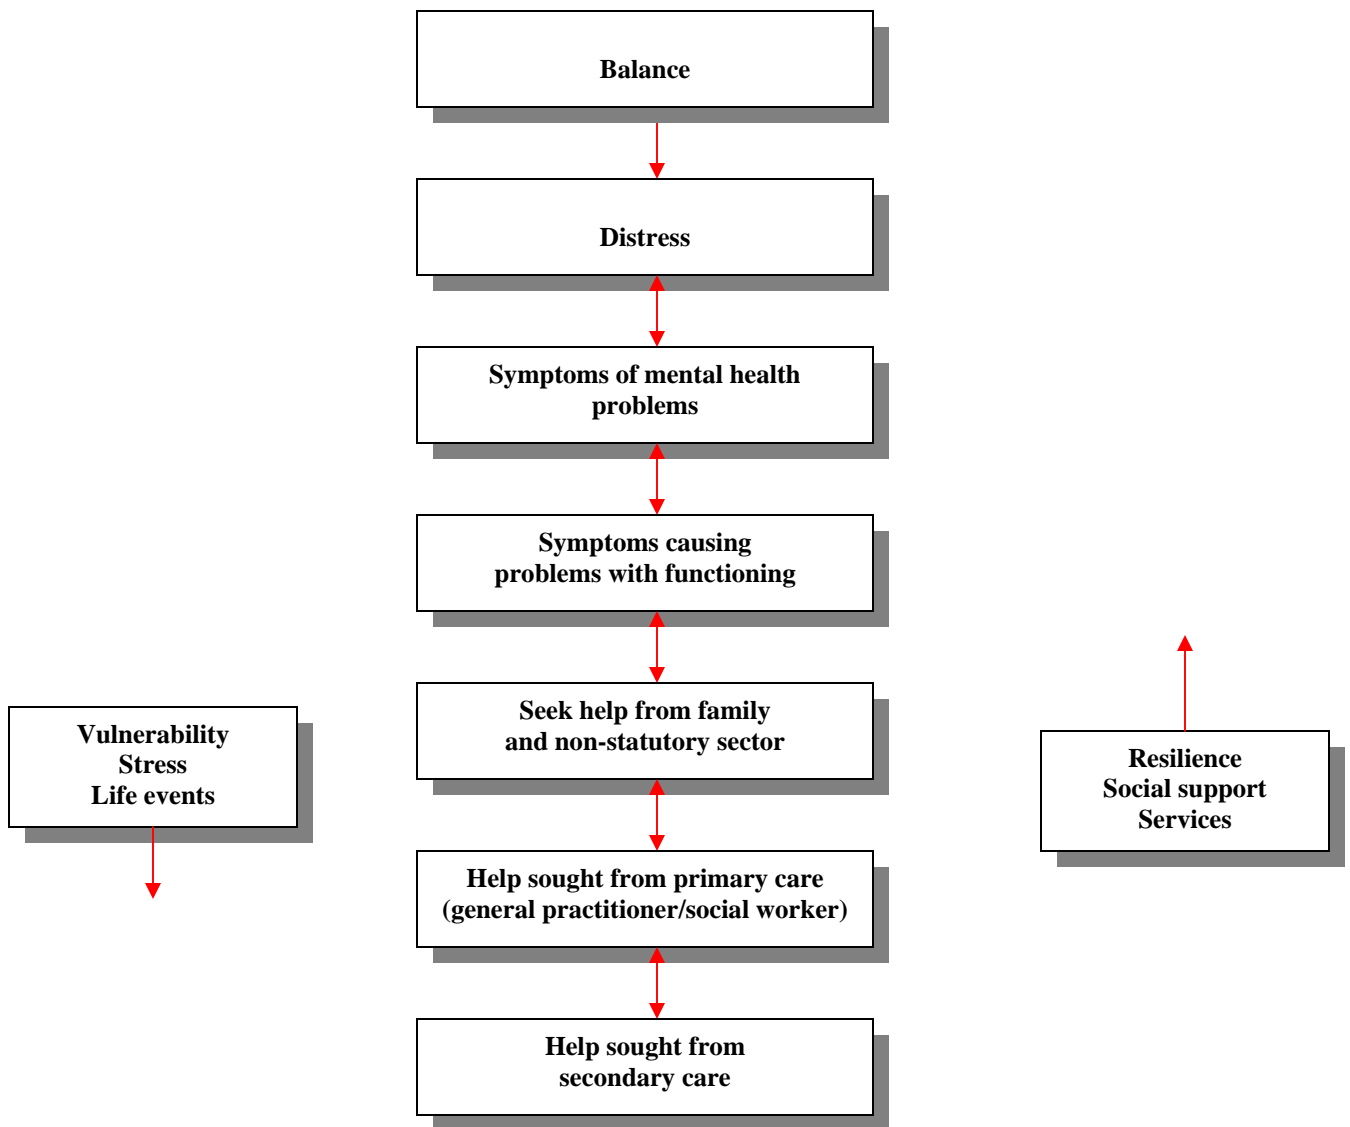 Balance
Distress
Symptoms of mental health
problems
Symptoms causing
problems with functioning
Seek help from family
and non-statutory sector
Vulnerability
Stress
Life events
Resilience
Social support
Services
Help sought from primary care
(general practitioner/social worker)
Help sought from
secondary care